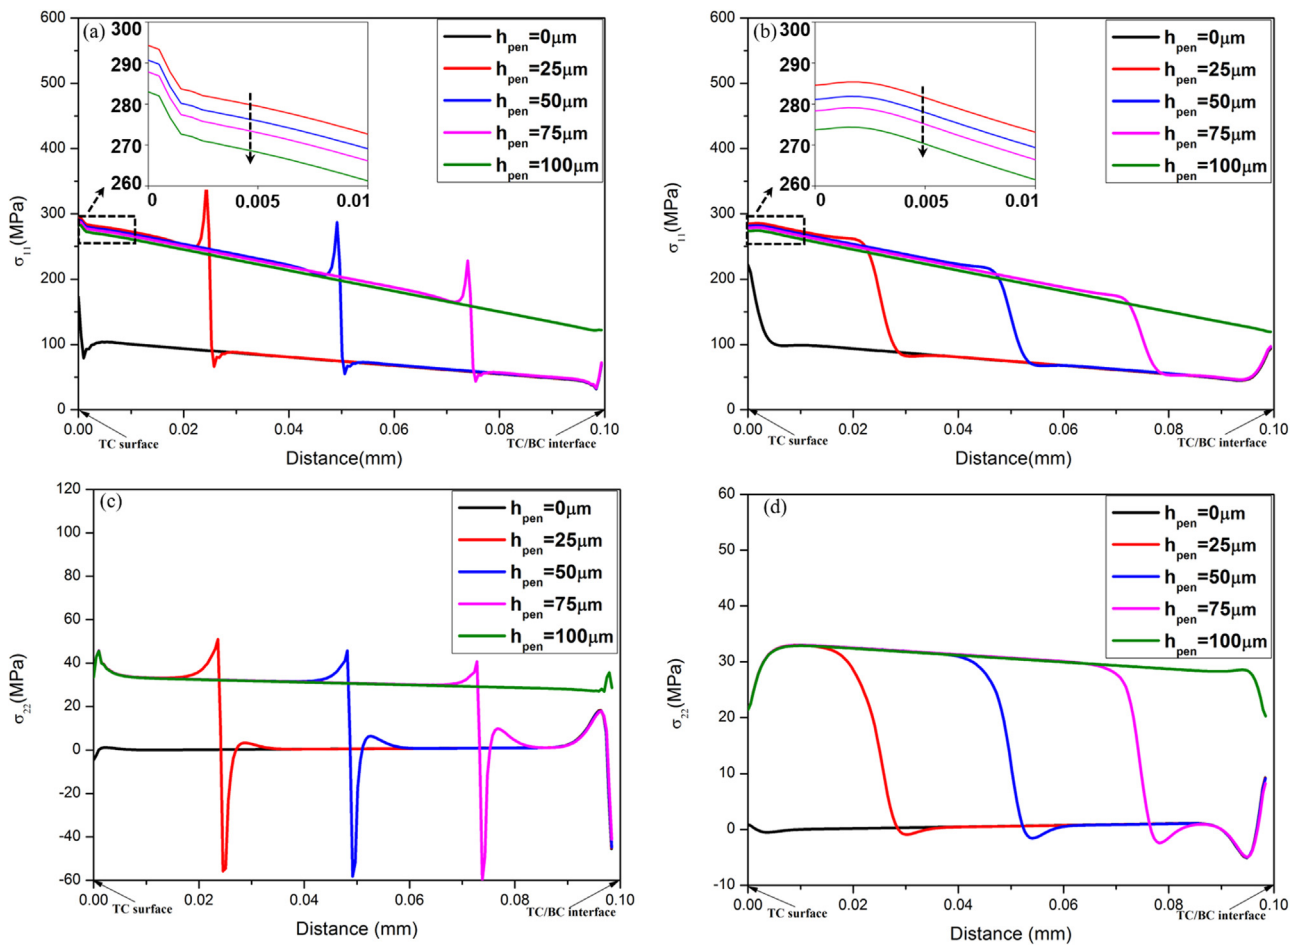 (a)
600
500
400
300
200
100
0
σ11(MPa)
300
290
280
270
260
0
0.005
0.01
hpen=0μm
hpen=25μm
hpen=50μm
hpen=75μm
hpen=100μm
0.00
0.02
0.04
0.06
0.08
0.10
TC surface
TC/BC interface
Distance(mm)
(b)
600
500
400
300
200
100
0
σ11(MPa)
300
290
280
270
260
0
0.005
0.01
hpen=0μm
hpen=25μm
hpen=50μm
hpen=75μm
hpen=100μm
0.00
0.02
0.04
0.06
0.08
0.10
TC surface
TC/BC interface
Distance(mm)
(c)
120
100
80
60
40
20
0
-20
-40
-60
σ22(MPa)
hpen=0μm
hpen=25μm
hpen=50μm
hpen=75μm
hpen=100μm
0.00
0.02
0.04
0.06
0.08
0.10
TC surface
TC/BC interface
Distance (mm)
(d)
60
50
40
30
20
10
0
-10
σ22(MPa)
hpen=0μm
hpen=25μm
hpen=50μm
hpen=75μm
hpen=100μm
0.00
0.02
0.04
0.06
0.08
0.10
TC surface
TC/BC interface
Distance (mm)